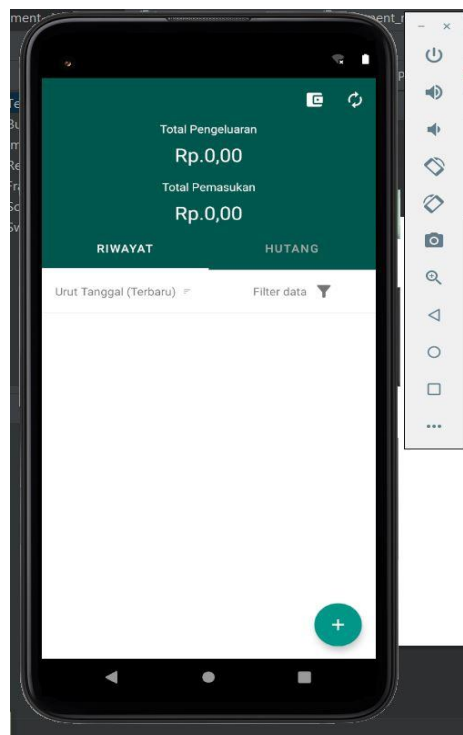 Total Pengeluaran
Rp.0,00
Total Pemasukan
Rp.0,00
RIWAYAT HUTANG
Urut Tanggal (Terbaru) Filter data